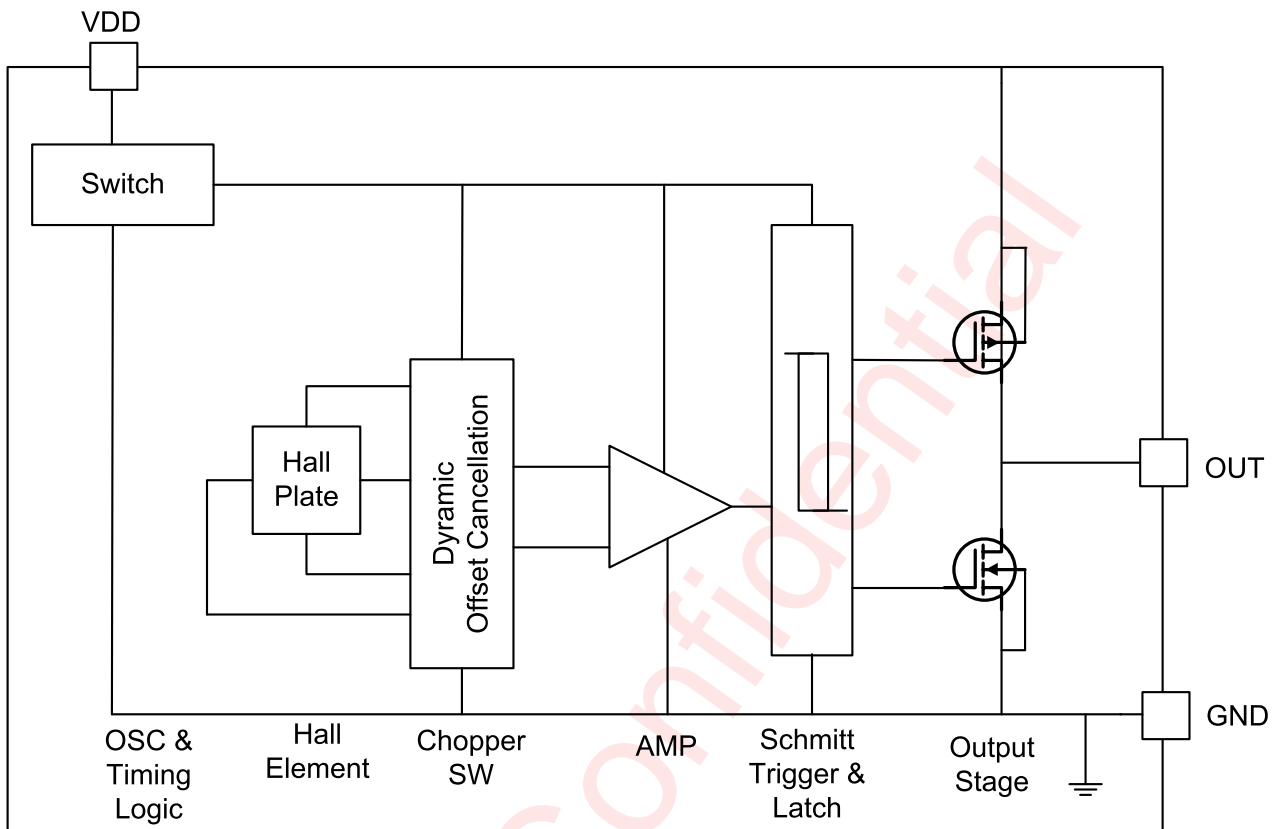 VDD
Switch
Hall
Plate
Dyramic
Offset Cancellation
OUT
GND
OSC &
Timing
Logic
Hall
Element
Chopper
SW
AMP
Schmitt
Trigger &
Latch
Output
Stage
Confidential